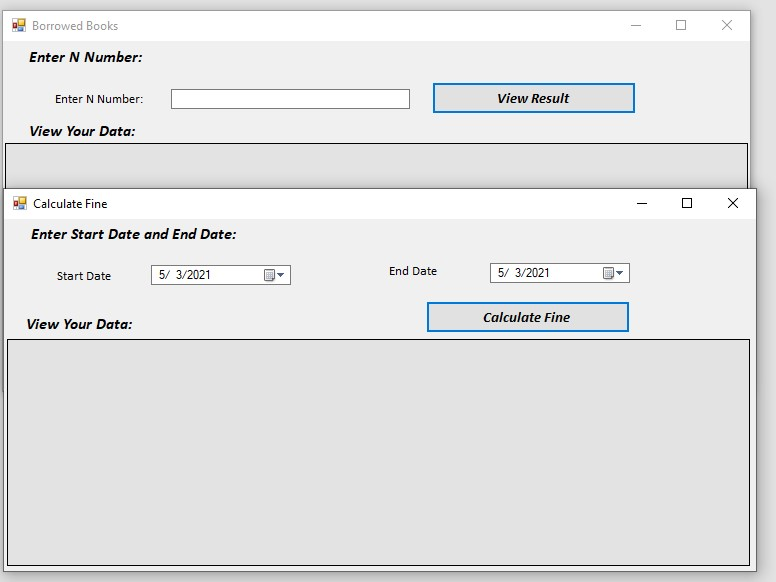 Borrowed Books
Enter N Number:
Enter N Number:
View Result
View Your Data:
Calculate Fine
Enter Start Date and End Date:
Start Date 5/ 3/2021 End Date 5/ 3/2021
Calculate Fine
View Your Data: